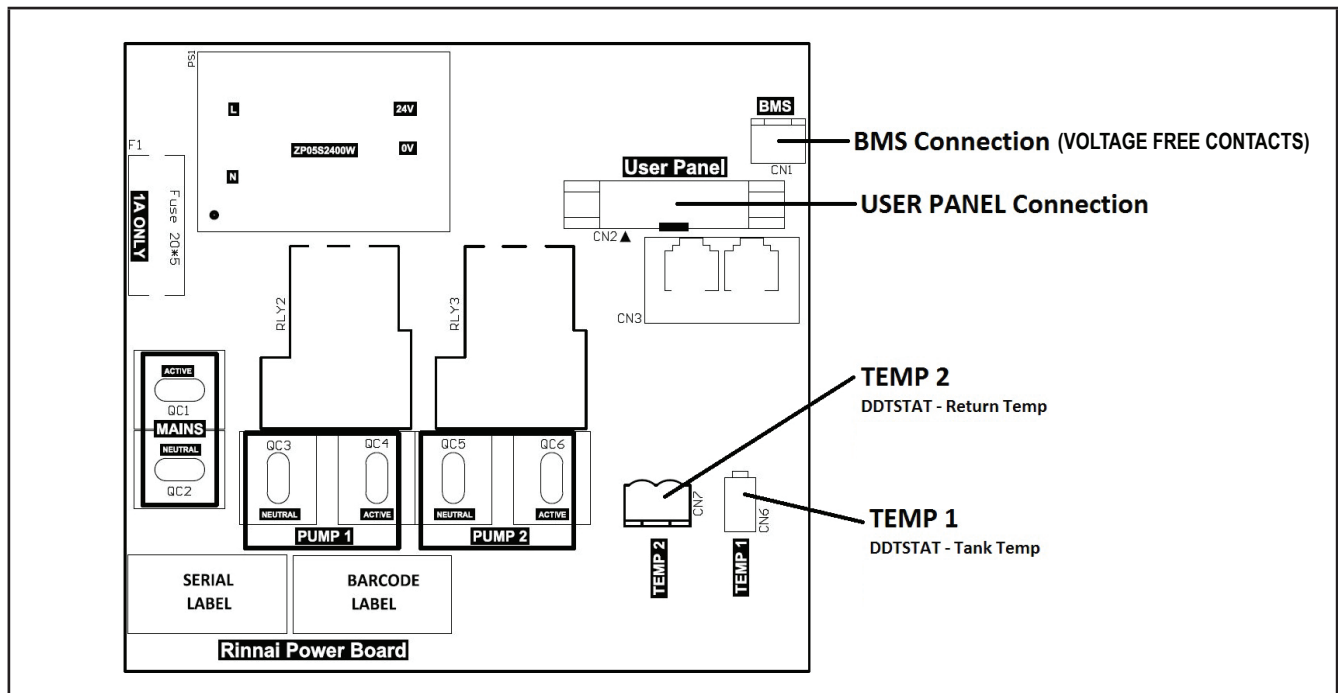 PS1
L
24V
ZP05S2400W
0V
N
F1
1A ONLY
Fuse 20*5
BMS
CN1
BMS Connection (VOLTAGE FREE CONTACTS)
User Panel
USER PANEL Connection
CN2
CN3
RLY2
RLY3
ACTIVE
QC1
MAINS
NEUTRAL
QC2
QC3
QC4
NEUTRAL
ACTIVE
PUMP 1
QC5
QC6
NEUTRAL
ACTIVE
PUMP 2
TEMP 2
DDTSTAT - Return Temp
CN7
TEMP 2
CN6
TEMP 1
TEMP 1
DDTSTAT - Tank Temp
SERIAL
LABEL
BARCODE
LABEL
Rinnai Power Board